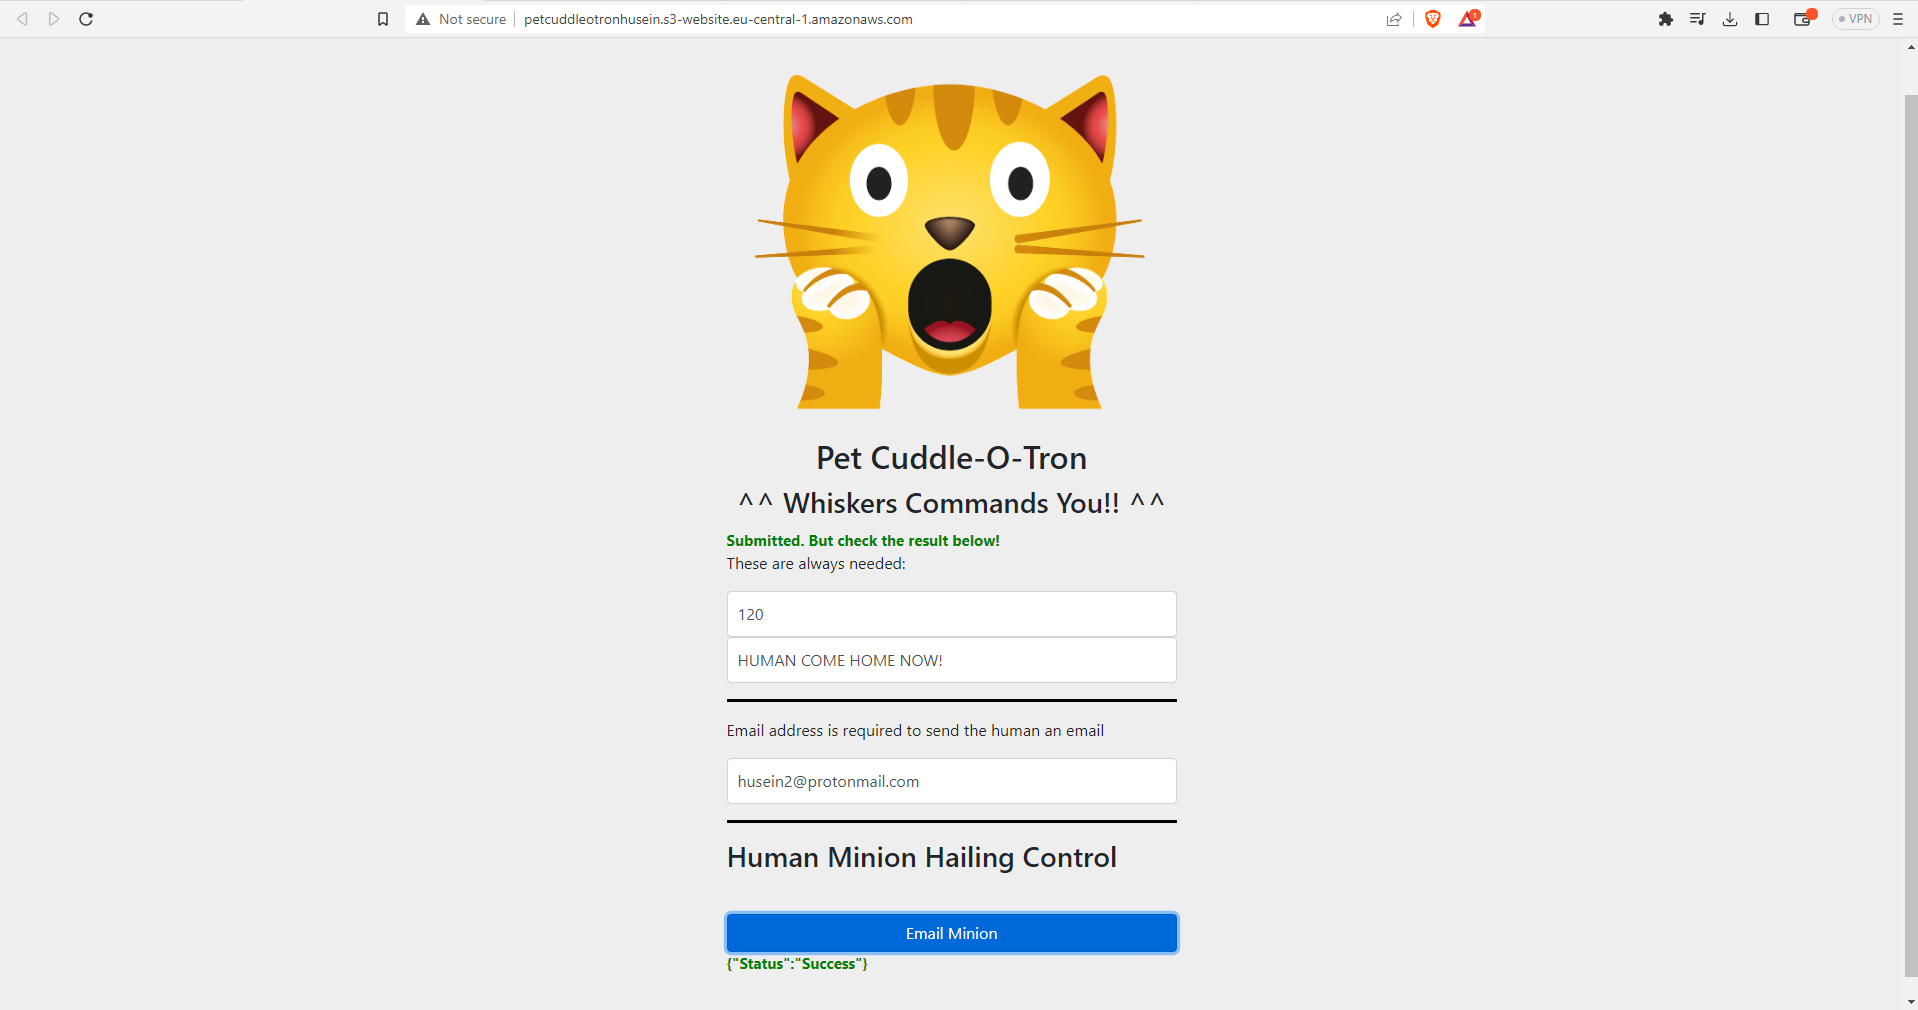 Not secure
petcuddleotronhusein.s3-website.eu-central-1.amazonaws.com
1
VPN
Pet Cuddle-O-Tron
^^ Whiskers Commands You!! ^^
Submitted. But check the result below!
These are always needed:
120
HUMAN COME HOME NOW!
Email address is required to send the human an email
husein2@protonmail.com
Human Minion Hailing Control
Email Minion
{"Status":"Success"}